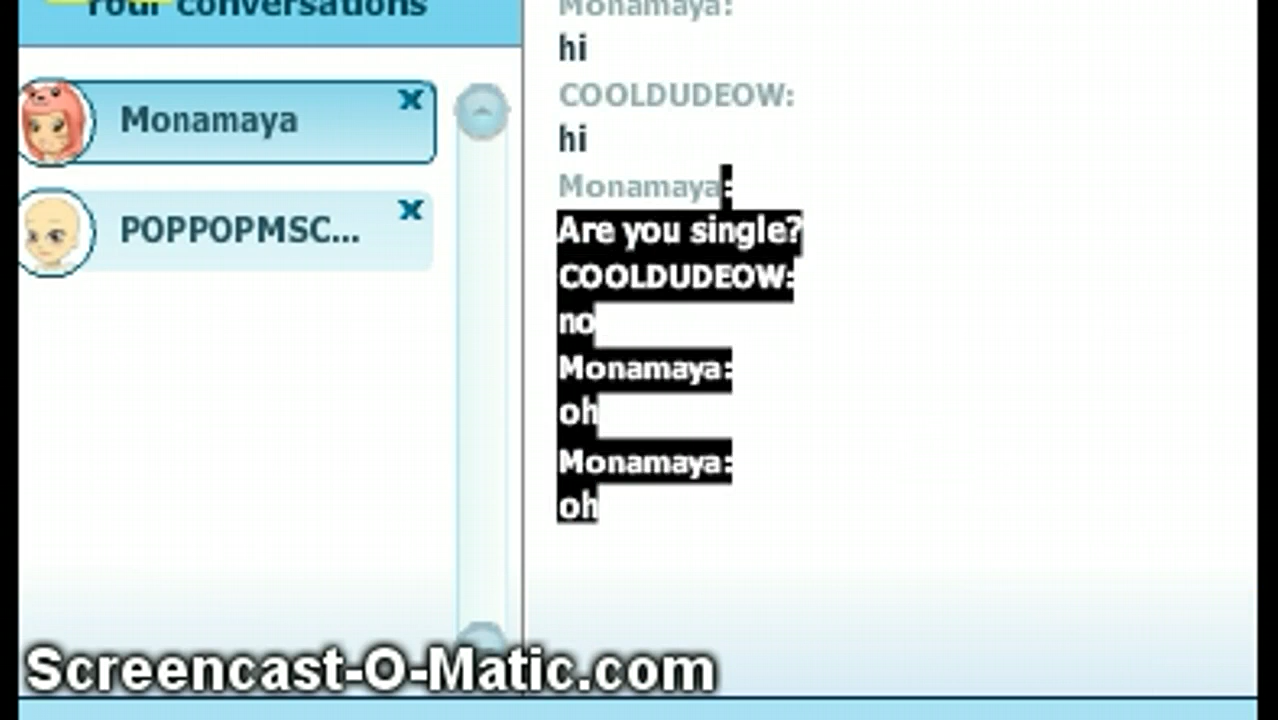 Your conversations
Monamaya
POPPOPMSC...
Monamaya:
hi
COOLDUDEOW:
hi
Monamaya:
Are you single?
COOLDUDEOW:
no
Monamaya:
oh
Monamaya:
oh
Screencast-O-Matic.com